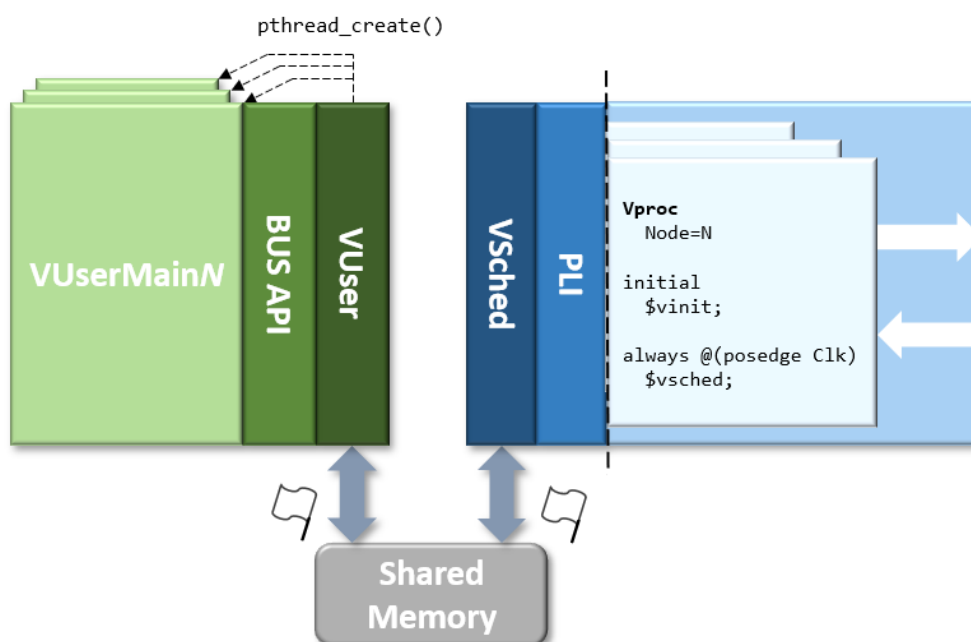 pthread_create()
VUserMainN
BUS API
VUser
VSched
PLI
Vproc
Node=N
initial
$vinit;
always @(posedge Clk)
$vsched;
Shared
Memory